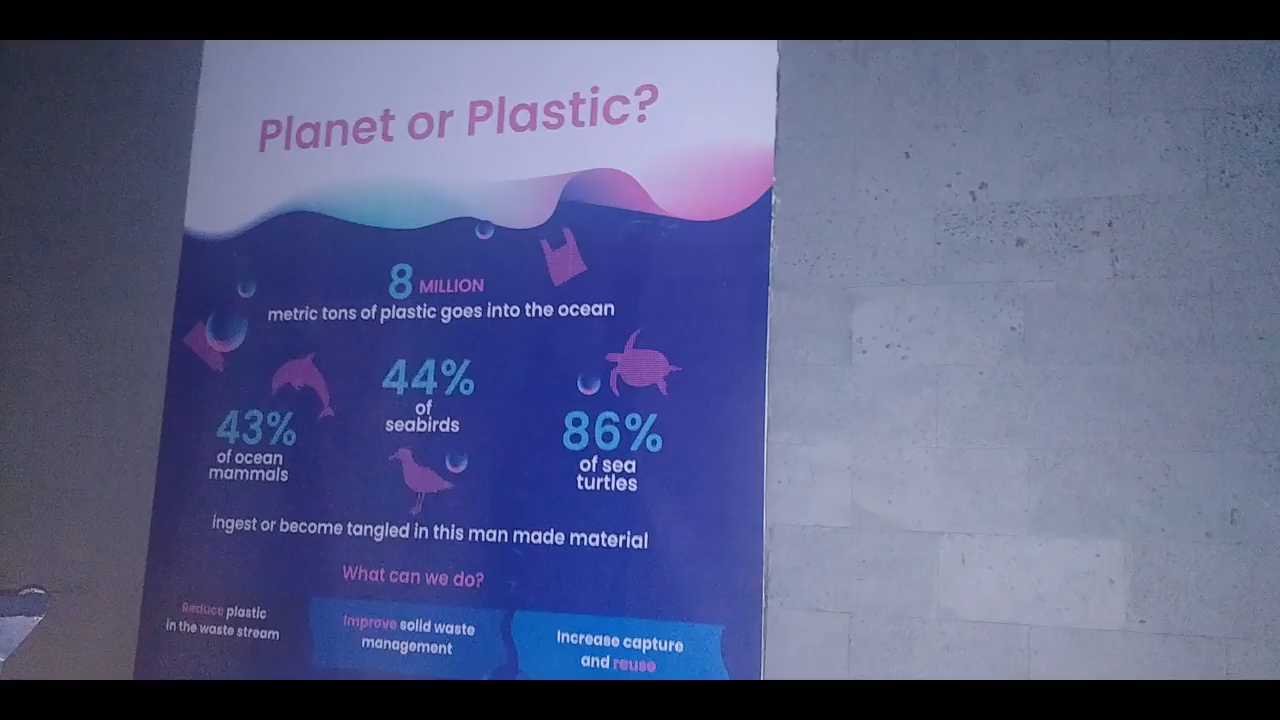 Planet or Plastic?
8 MILLION
metric tons of plastic goes into the ocean
43%
of ocean
mammals
44%
of
seabirds
86%
of sea
turtles
ingest or become tangled in this man made material
What can we do?
Reduce plastic
in the waste stream
Improve solid waste
management
Increase capture
and reuse